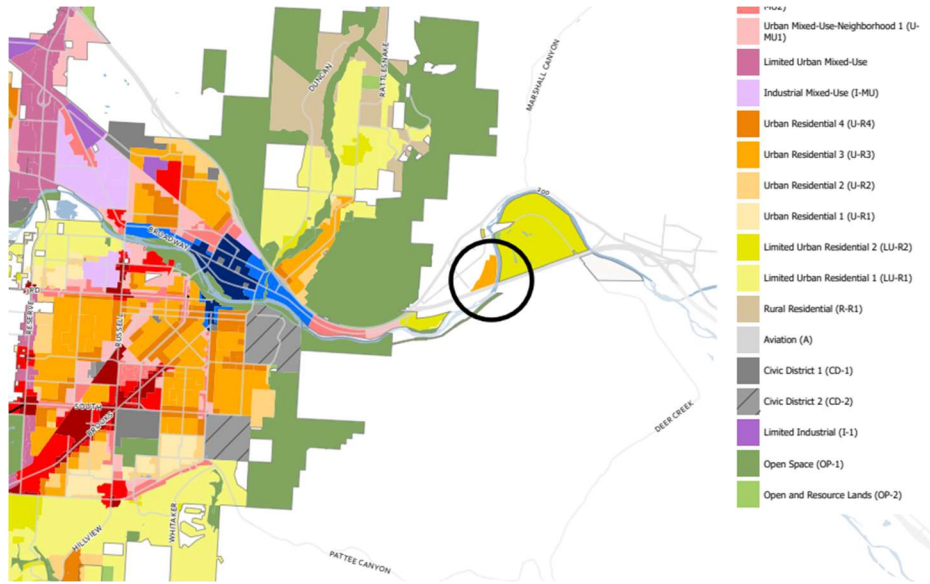 MU2)
Urban Mixed-Use-Neighborhood 1 (U-
MU1)
Limited Urban Mixed-Use
Industrial Mixed-Use (I-MU)
Urban Residential 4 (U-R4)
Urban Residential 3 (U-R3)
Urban Residential 2 (U-R2)
Urban Residential 1 (U-R1)
Limited Urban Residential 2 (LU-R2)
Limited Urban Residential 1 (LU-R1)
Rural Residential (R-R1)
Aviation (A)
Civic District 1 (CD-1)
Civic District 2 (CD-2)
Limited Industrial (I-1)
Open Space (OP-1)
Open and Resource Lands (OP-2)
DUNCAN
RATTLESNAKE
MARSHALL CANYON
200
BROADWAY
3RD
RESERVE
RUSSELL
SOUTH
BROOKS
DEER CREEK
HILLVIEW
WHITAKER
PATTEE CANYON